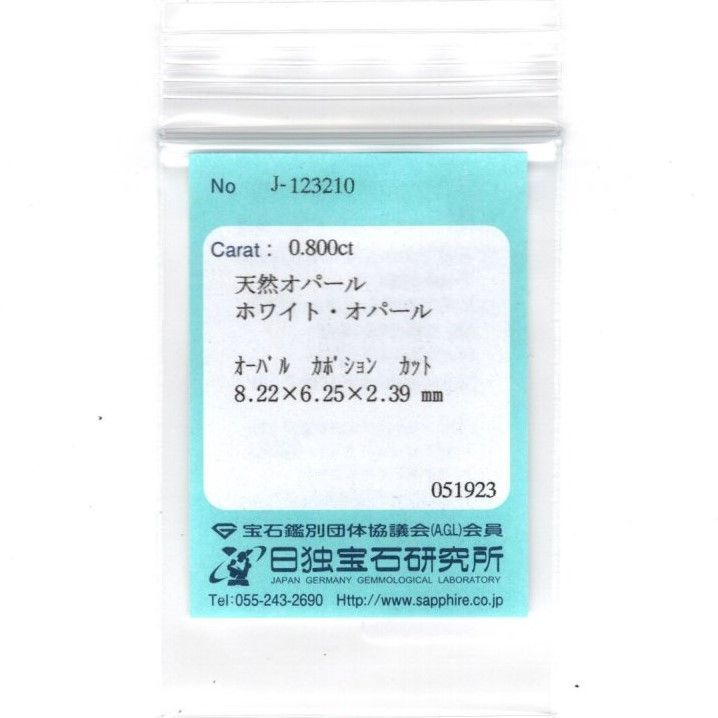 No J-123210
Carat : 0.800ct
天然オパール
ホワイト・オパール
ｵｰﾊﾞﾙ ｶﾎﾞｼｮﾝ ｶｯﾄ
8.22×6.25×2.39 mm
051923
宝石鑑別団体協議会(AGL)会員
日独宝石研究所
JAPAN GERMANY GEMMOLOGICAL LABORATORY
Tel:055-243-2690 Http://www.sapphire.co.jp